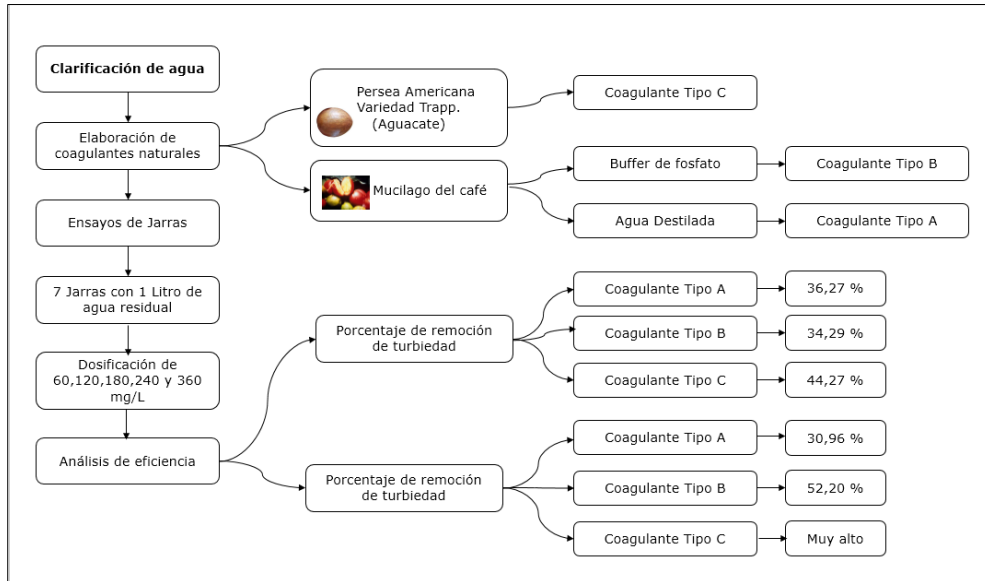 Clarificación de agua
Elaboración de
coagulantes naturales
Ensayos de Jarras
7 Jarras con 1 Litro de
agua residual
Dosificación de
60,120,180,240 y 360
mg/L
Análisis de eficiencia
Persea Americana
Variedad Trapp.
(Aguacate)
Coagulante Tipo C
Mucilago del café
Buffer de fosfato
Coagulante Tipo B
Agua Destilada
Coagulante Tipo A
Porcentaje de remoción
de turbiedad
Coagulante Tipo A
36,27 %
Coagulante Tipo B
34,29 %
Coagulante Tipo C
44,27 %
Porcentaje de remoción
de turbiedad
Coagulante Tipo A
30,96 %
Coagulante Tipo B
52,20 %
Coagulante Tipo C
Muy alto